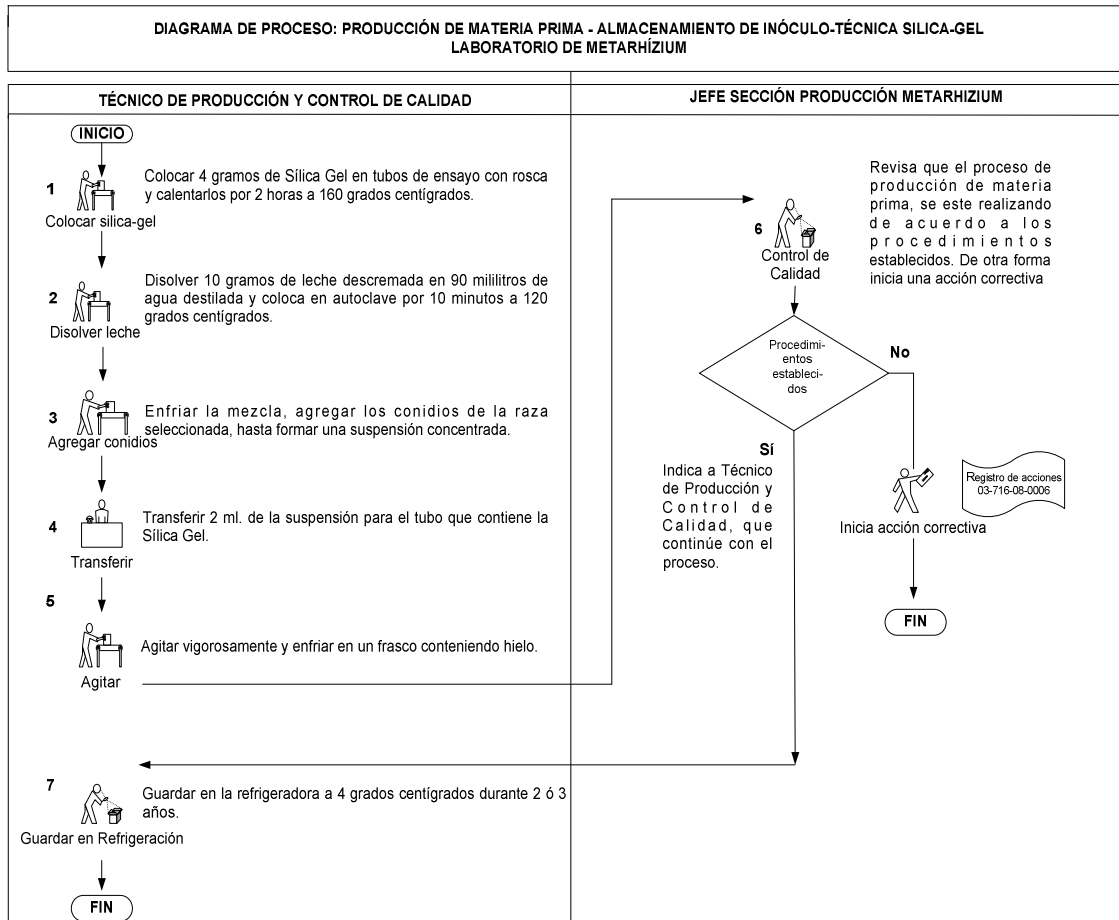 DIAGRAMA DE PROCESO: PRODUCCIÓN DE MATERIA PRIMA - ALMACENAMIENTO DE INÓCULO-TÉCNICA SILICA-GEL
LABORATORIO DE METARHÍZIUM
TÉCNICO DE PRODUCCIÓN Y CONTROL DE CALIDAD
JEFE SECCIÓN PRODUCCIÓN METARHIZIUM
INICIO
1
Colocar silica-gel
Colocar 4 gramos de Sílica Gel en tubos de ensayo con rosca
y calentarlos por 2 horas a 160 grados centígrados.
2
Disolver leche
Disolver 10 gramos de leche descremada en 90 mililitros de
agua destilada y coloca en autoclave por 10 minutos a 120
grados centígrados.
3
Agregar conidios
Enfriar la mezcla, agregar los conidios de la raza
seleccionada, hasta formar una suspensión concentrada.
4
Transferir
Transferir 2 ml. de la suspensión para el tubo que contiene la
Sílica Gel.
5
Agitar
Agitar vigorosamente y enfriar en un frasco conteniendo hielo.
6
Control de
Calidad
Revisa que el proceso de
producción de materia
prima, se este realizando
de acuerdo a los
procedimientos
establecidos. De otra forma
inicia una acción correctiva
Procedimi-
entos
estableci-
dos
No
Sí
Indica a Técnico
de Producción y
Control de
Calidad, que
continúe con el
proceso.
Registro de acciones
03-716-08-0006
Inicia acción correctiva
FIN
7
Guardar en Refrigeración
Guardar en la refrigeradora a 4 grados centígrados durante 2 ó 3
años.
FIN